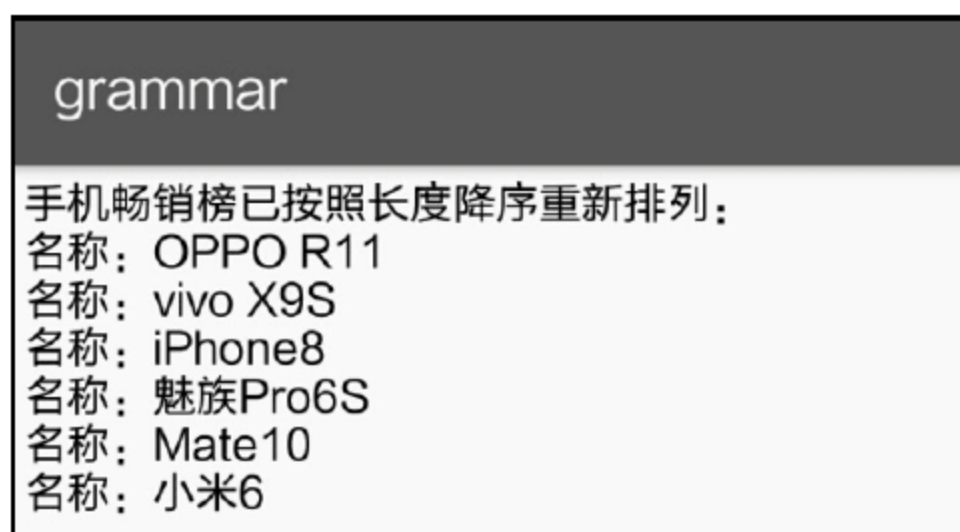 grammar
手机畅销榜已按照长度降序重新排列：
名称：OPPO R11
名称：vivo X9S
名称：iPhone8
名称：魅族Pro6S
名称：Mate10
名称：小米6